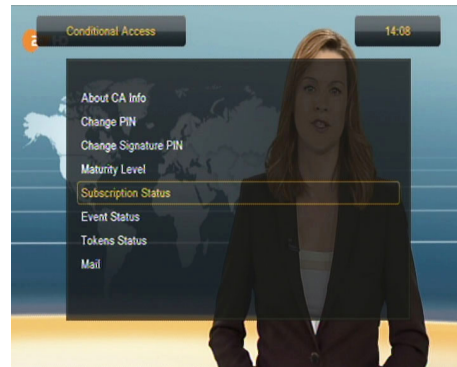 Conditional Access
14:08
About CA Info
Change PIN
Change Signature PIN
Maturity Level
Subscription Status
Event Status
Tokens Status
Mail